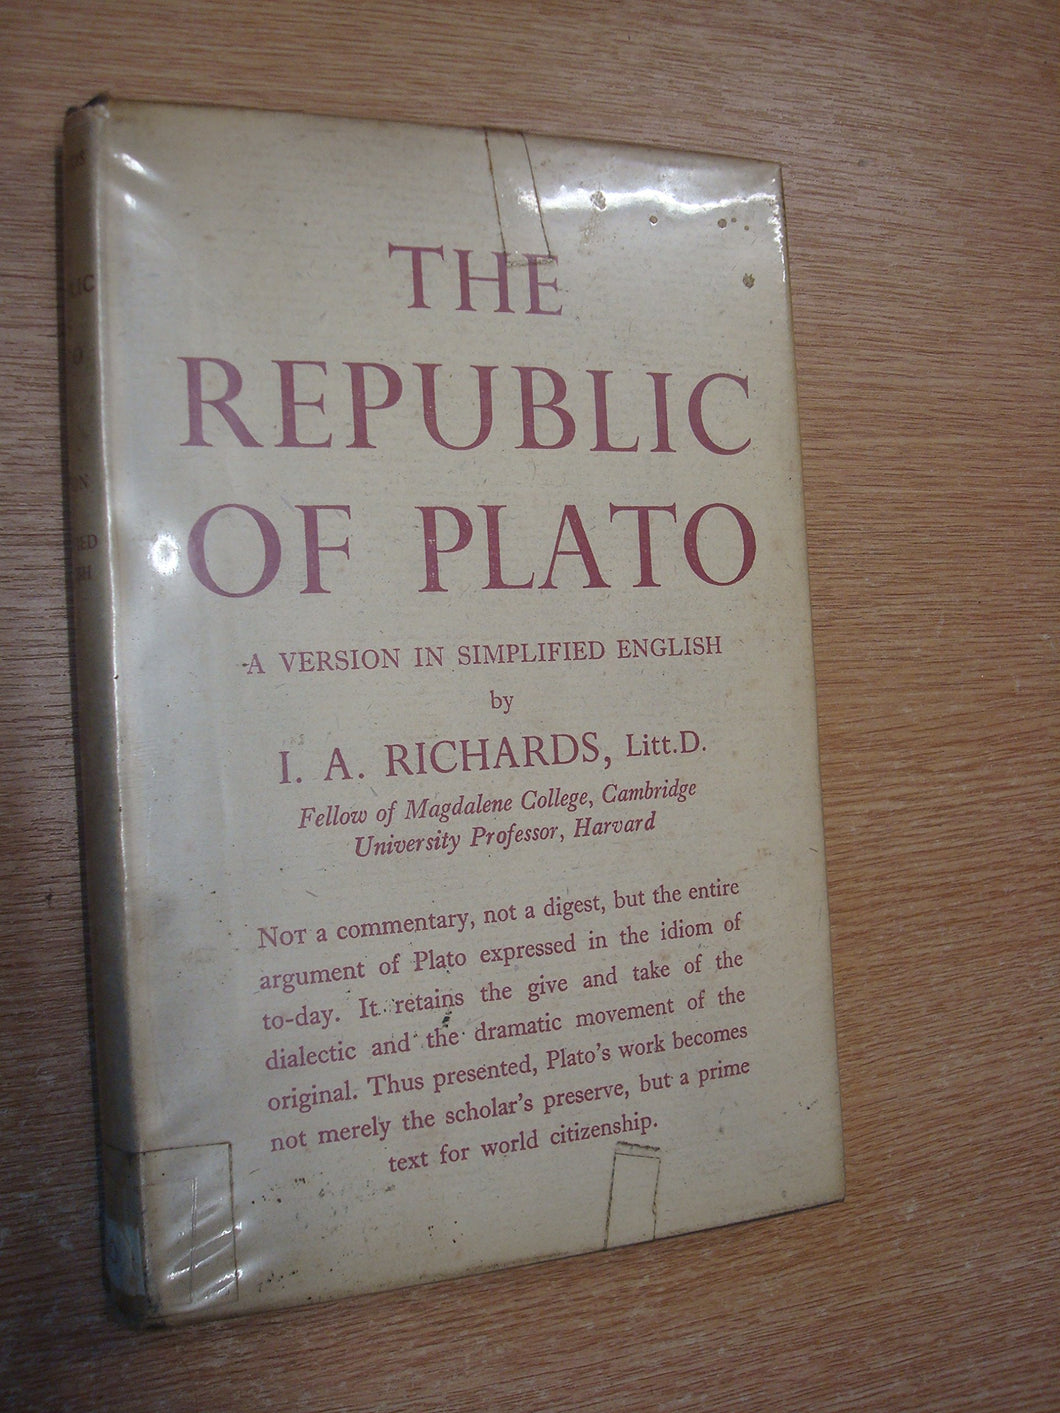 THE
REPUBLIC
OF PLATO
A VERSION IN SIMPLIFIED ENGLISH
by
I. A. RICHARDS, Litt.D.
Fellow of Magdalene College, Cambridge
University Professor, Harvard
NOT a commentary, not a digest, but the entire
argument of Plato expressed in the idiom of
to-day. It retains the give and take of the
dialectic and the dramatic movement of the
original. Thus presented, Plato's work becomes
not merely the scholar's preserve, but a prime
text for world citizenship.